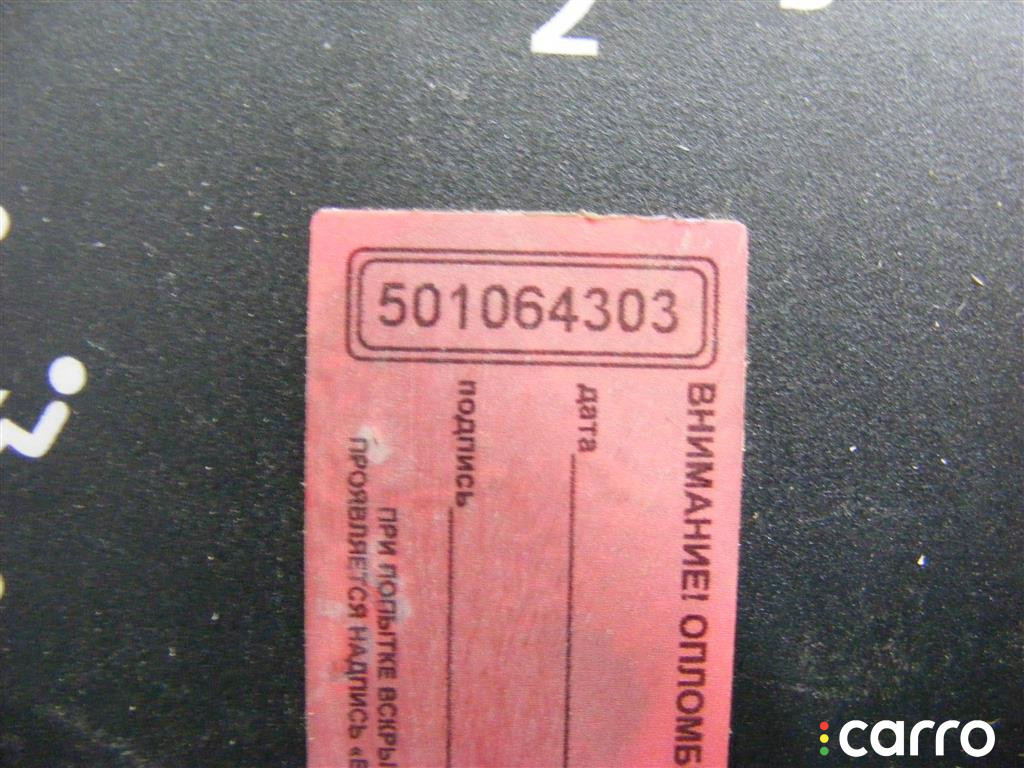 2
501064303
ВНИМАНИЕ! ОПЛОМБ
дата
подпись
ПРИ ПОПЫТКЕ ВСКРЫ
ПРОЯВЛЯЕТСЯ НАДПИСЬ «В
carro